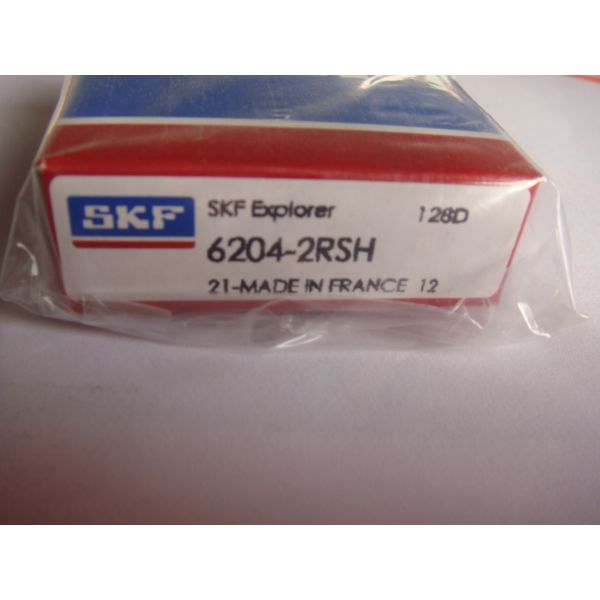 SKF
SKF Explorer 128D
6204-2RSH
21-MADE IN FRANCE 12